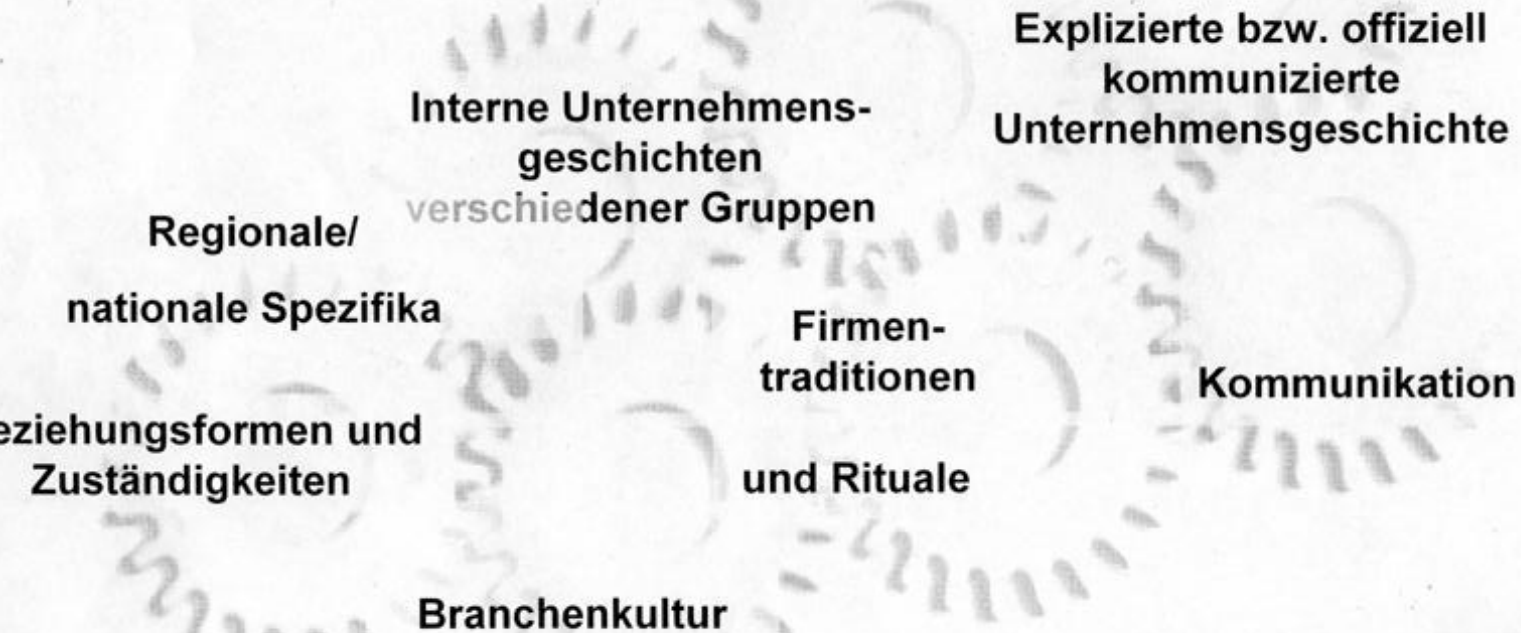 Explizierte bzw. offiziell
kommunizierte
Unternehmensgeschichte
Interne Unternehmens-
geschichten
verschiedener Gruppen
Regionale/
nationale Spezifika
Firmen-
traditionen
und Rituale
Kommunikation
eziehungsformen und
Zuständigkeiten
Branchenkultur